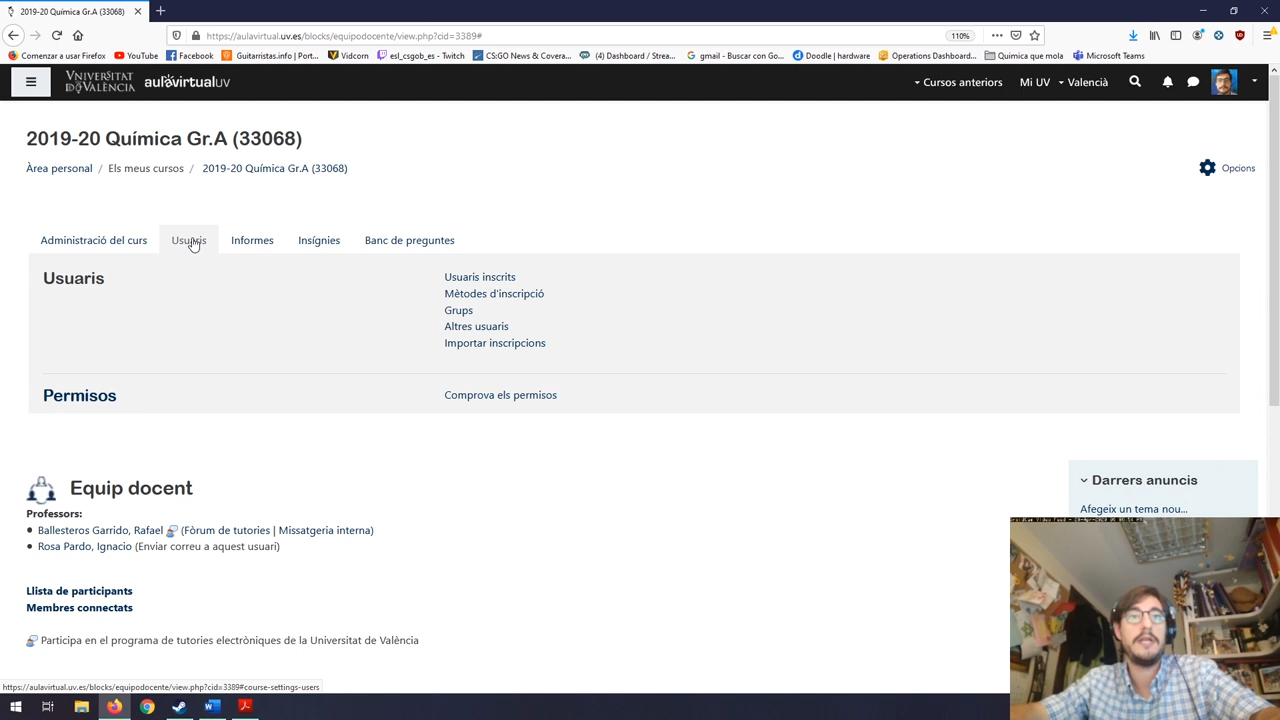 2019-20 Química Gr.A (33068)
https://aulavirtual.uv.es/blocks/equipodocente/view.php?cid=3389#
110%
Comenzar a usar Firefox
YouTube
Facebook
Guitarristas.info | Port...
Vidcorn
esl_csgob_es - Twitch
CS:GO News & Covera...
(4) Dashboard / Strea...
gmail - Buscar con Go...
Doodle | hardware
Operations Dashboard...
Quimica que mola
Microsoft Teams
VNIVERSITAT
D VALÈNCIA
aulavirtualuv
Cursos anteriors
Mi UV
Valencià
2019-20 Química Gr.A (33068)
Àrea personal / Els meus cursos / 2019-20 Química Gr.A (33068)
Opcions
Administració del curs
Usuaris
Informes
Insígnies
Banc de preguntes
Usuaris
Usuaris inscrits
Mètodes d'inscripció
Grups
Altres usuaris
Importar inscripcions
Permisos
Comprova els permisos
Equip docent
Professors:
Ballesteros Garrido, Rafael (Fòrum de tutories | Missatgeria interna)
Rosa Pardo, Ignacio (Enviar correu a aquest usuari)
Llista de participants
Membres connectats
Participa en el programa de tutories electròniques de la Universitat de València
Darrers anuncis
Afegeix un tema nou...
https://aulavirtual.uv.es/blocks/equipodocente/view.php?cid=3389#course-settings-users